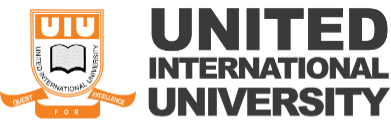 UIU
UNITED INTERNATIONAL UNIVERSITY
QUEST FOR EXCELLENCE
UNITED
INTERNATIONAL
UNIVERSITY